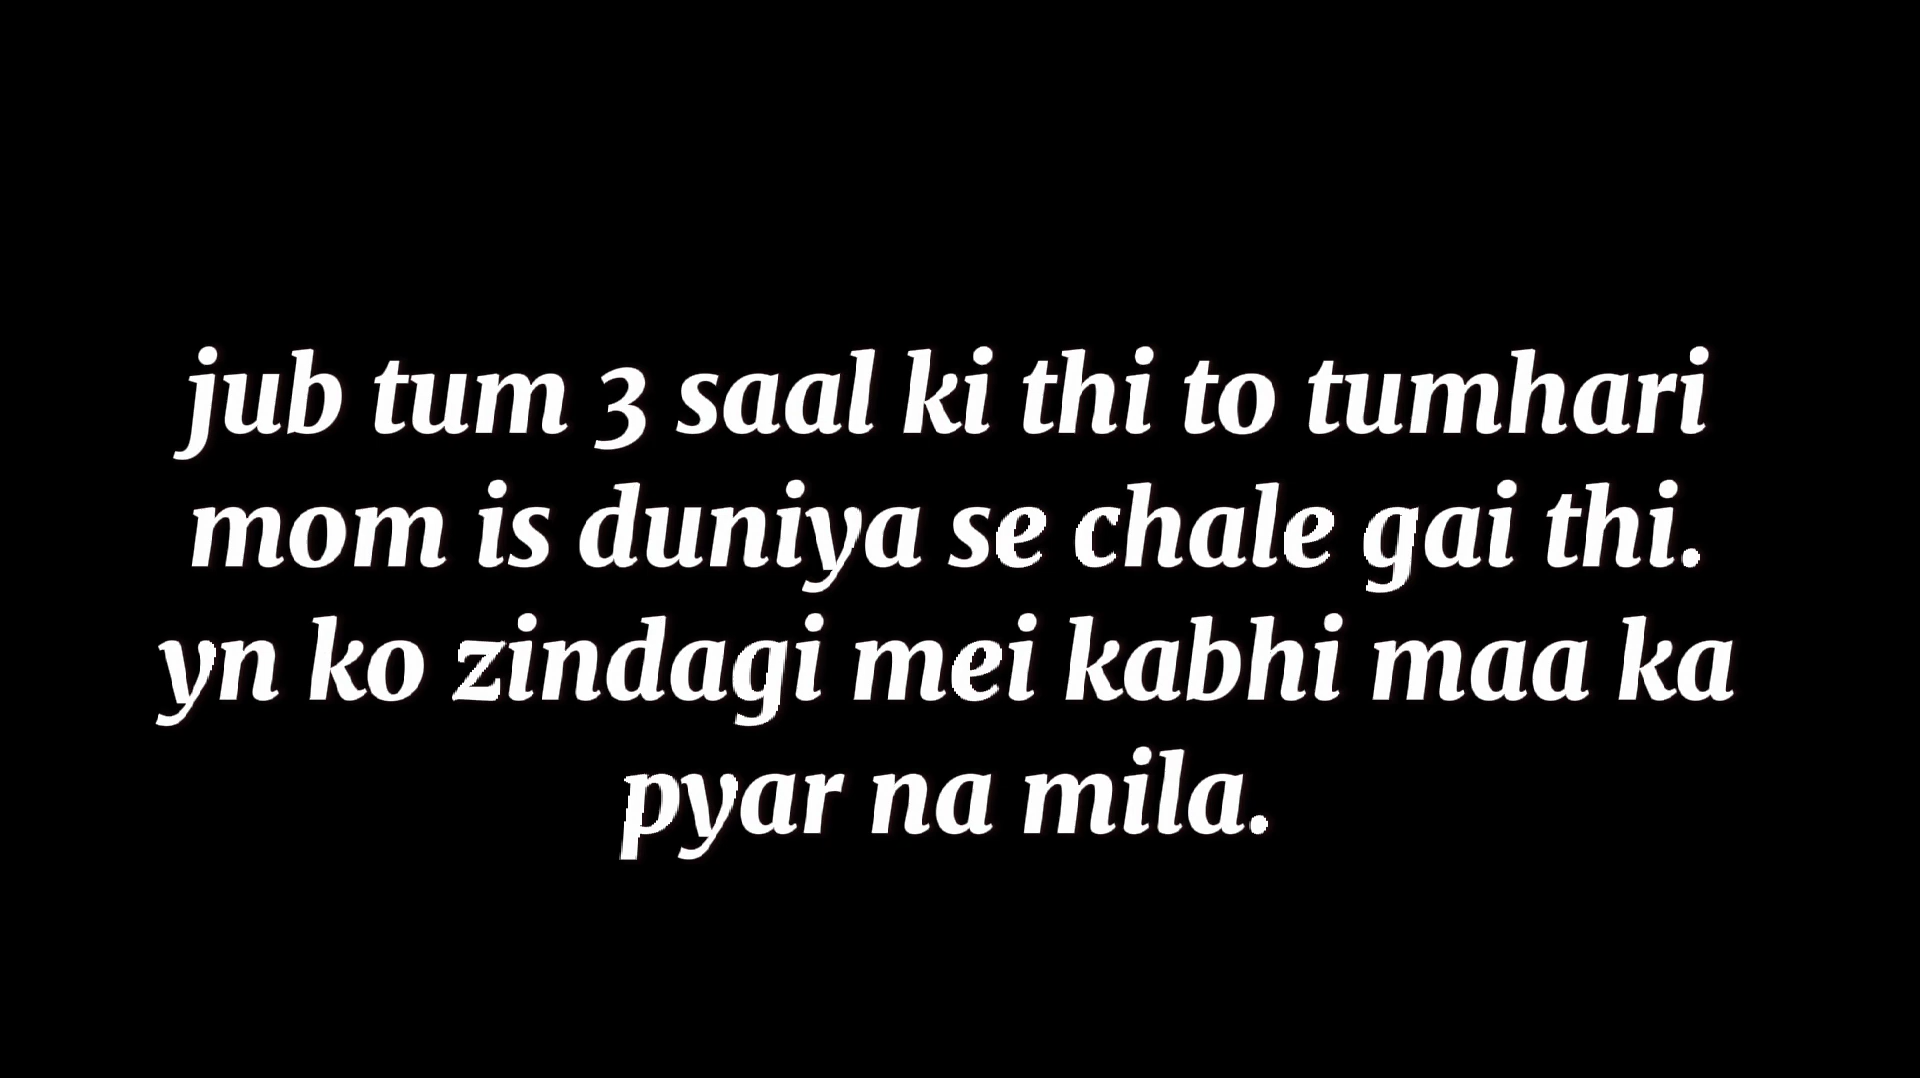 jub tum 3 saal ki thi to tumhari
mom is duniya se chale gai thi.
yn ko zindagi mei kabhi maa ka
pyar na mila.